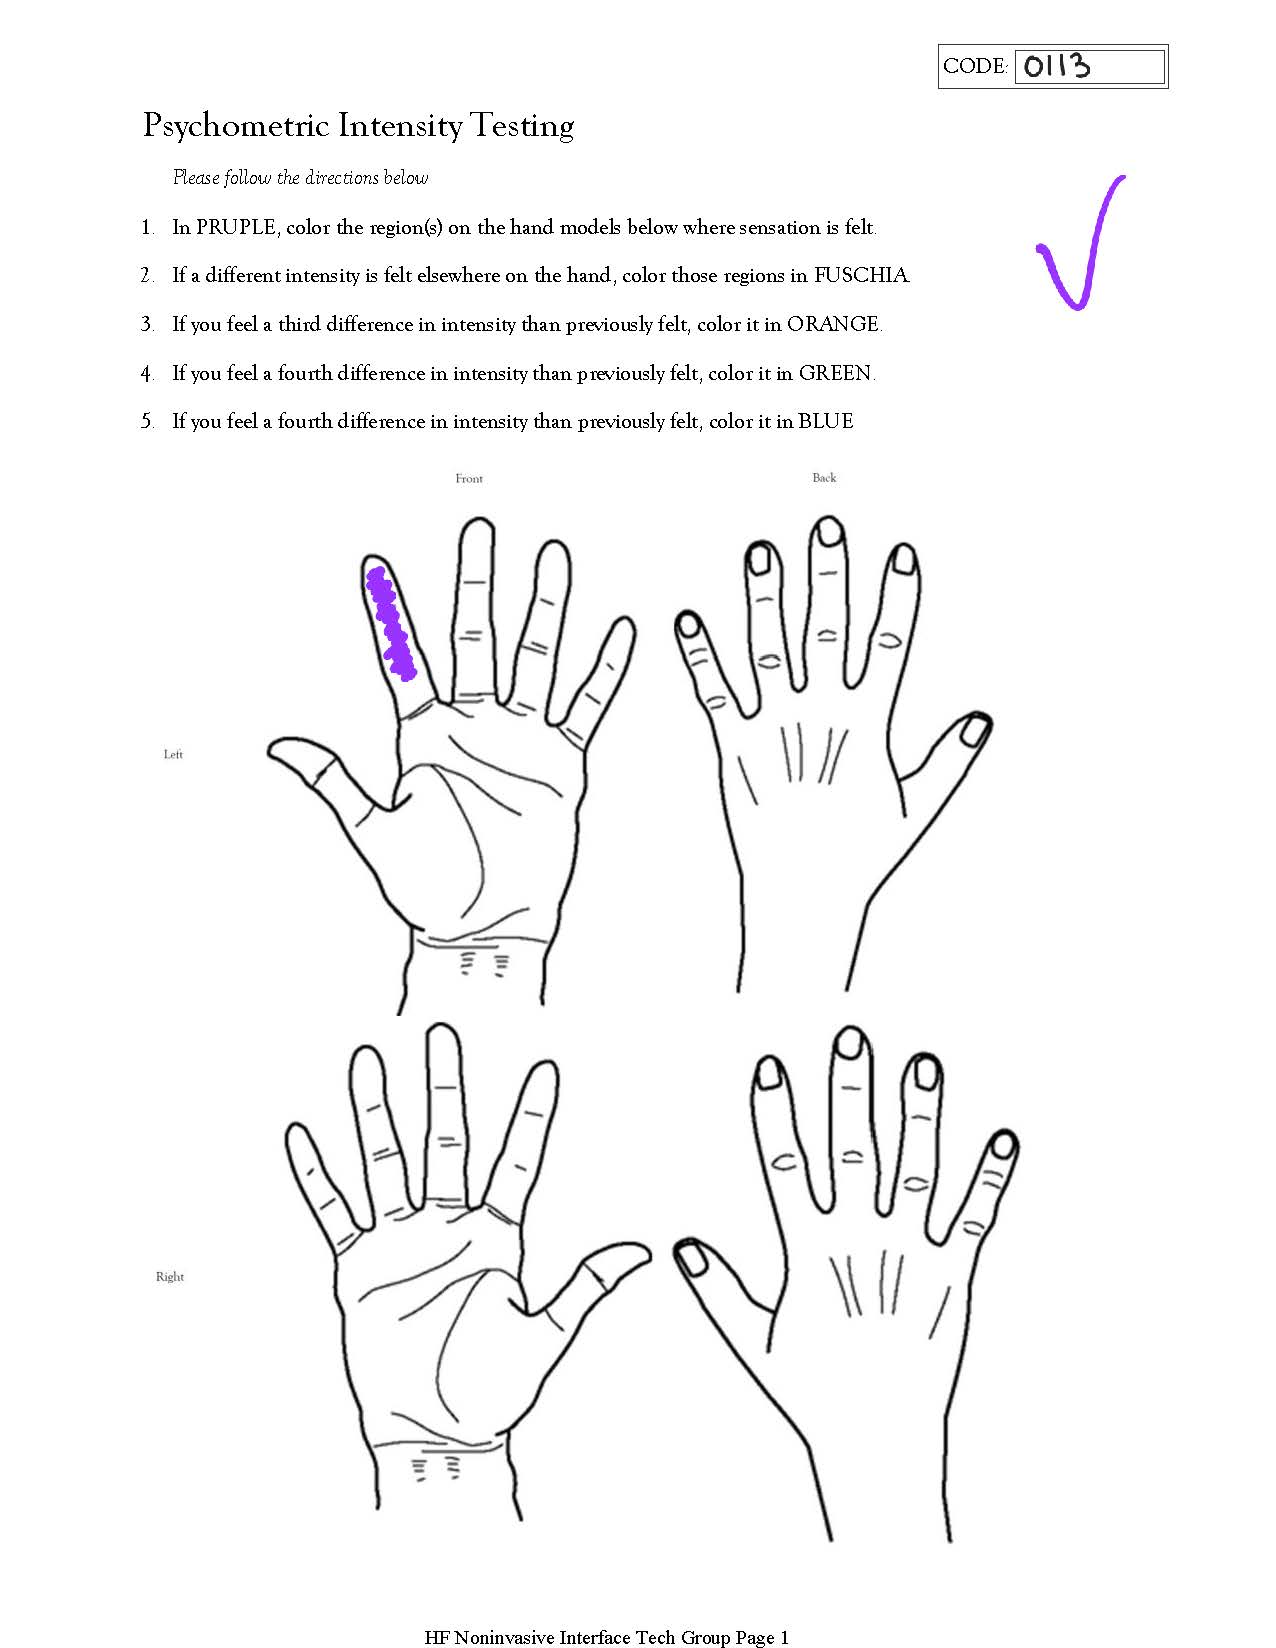 CODE: 0113
Psychometric Intensity Testing
Please follow the directions below
1. In PRUPLE, color the region(s) on the hand models below where sensation is felt.
2. If a different intensity is felt elsewhere on the hand, color those regions in FUSCHIA.
3. If you feel a third difference in intensity than previously felt, color it in ORANGE.
4. If you feel a fourth difference in intensity than previously felt, color it in GREEN.
5. If you feel a fourth difference in intensity than previously felt, color it in BLUE
Front Back
Left
Right
HF Noninvasive Interface Tech Group Page 1